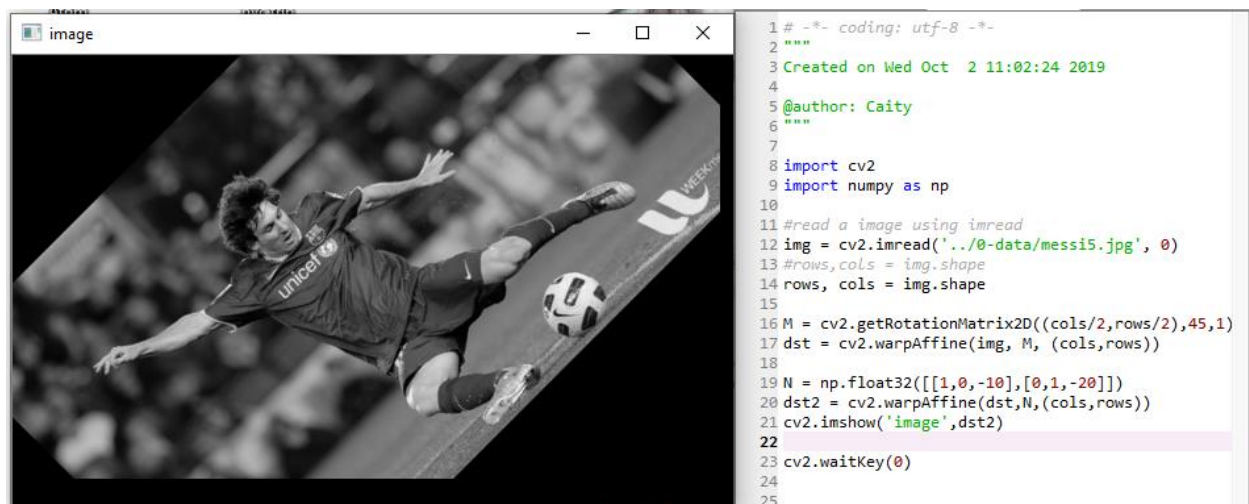 image
unicef
WEEK
1 # -*- coding: utf-8 -*-
2 """
3 Created on Wed Oct  2 11:02:24 2019
4
5 @author: Caity
6 """
7
8 import cv2
9 import numpy as np
10
11 #read a image using imread
12 img = cv2.imread('../0-data/messi5.jpg', 0)
13 #rows,cols = img.shape
14 rows, cols = img.shape
15
16 M = cv2.getRotationMatrix2D((cols/2,rows/2),45,1)
17 dst = cv2.warpAffine(img, M, (cols,rows))
18
19 N = np.float32([[1,0,-10],[0,1,-20]])
20 dst2 = cv2.warpAffine(dst,N,(cols,rows))
21 cv2.imshow('image',dst2)
22
23 cv2.waitKey(0)
24
25